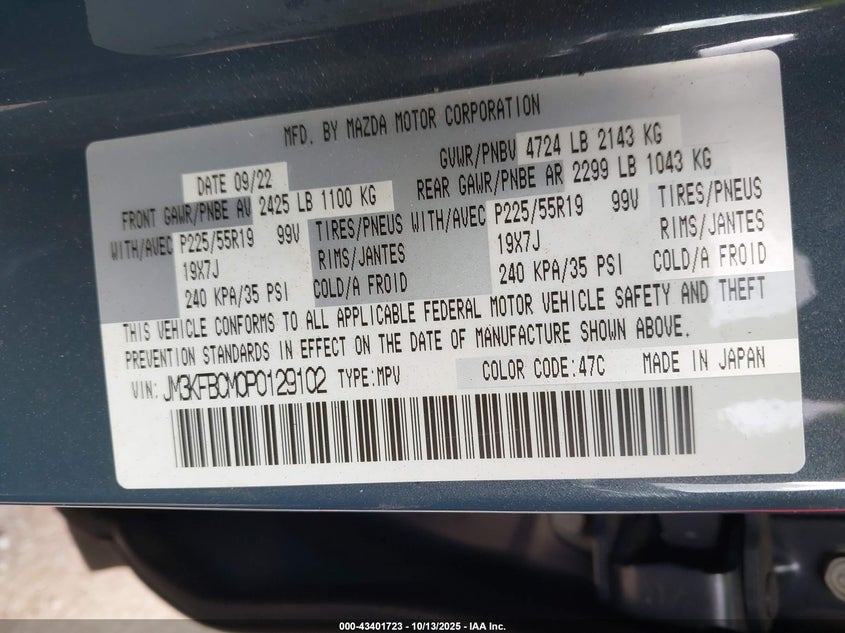 MFD. BY MAZDA MOTOR CORPORATION
DATE 09/22 GVWR/PNBV 4724 LB 2143 KG
FRONT GAWR/PNBE AV 2425 LB 1100 KG REAR GAWR/PNBE AR 2299 LB 1043 KG
WITH/AVEC P225/55R19 99V TIRES/PNEUS WITH/AVEC P225/55R19 99V TIRES/PNEUS
19X7J RIMS/JANTES 19X7J RIMS/JANTES
240 KPA/35 PSI COLD/A FROID 240 KPA/35 PSI COLD/A FROID
THIS VEHICLE CONFORMS TO ALL APPLICABLE FEDERAL MOTOR VEHICLE SAFETY AND THEFT
PREVENTION STANDARDS IN EFFECT ON THE DATE OF MANUFACTURE SHOWN ABOVE.
VIN: JM3KFBCM0P0129102 TYPE:MPV COLOR CODE:47C MADE IN JAPAN
000-43401723 - 10/13/2025 - IAA Inc.